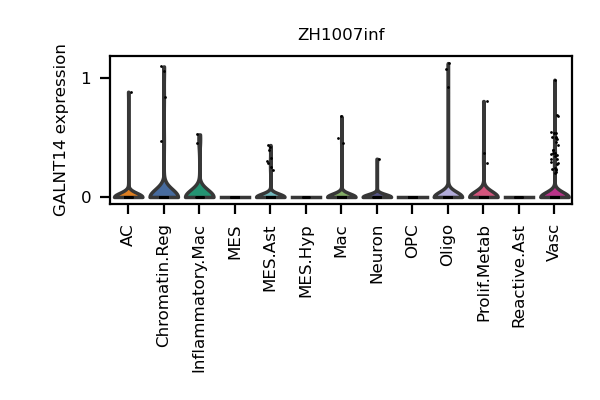 ZH1007inf
GALNT14 expression
1
0
AC
Chromatin.Reg
Inflammatory.Mac
MES
MES.Ast
MES.Hyp
Mac
Neuron
OPC
Oligo
Prolif.Metab
Reactive.Ast
Vasc